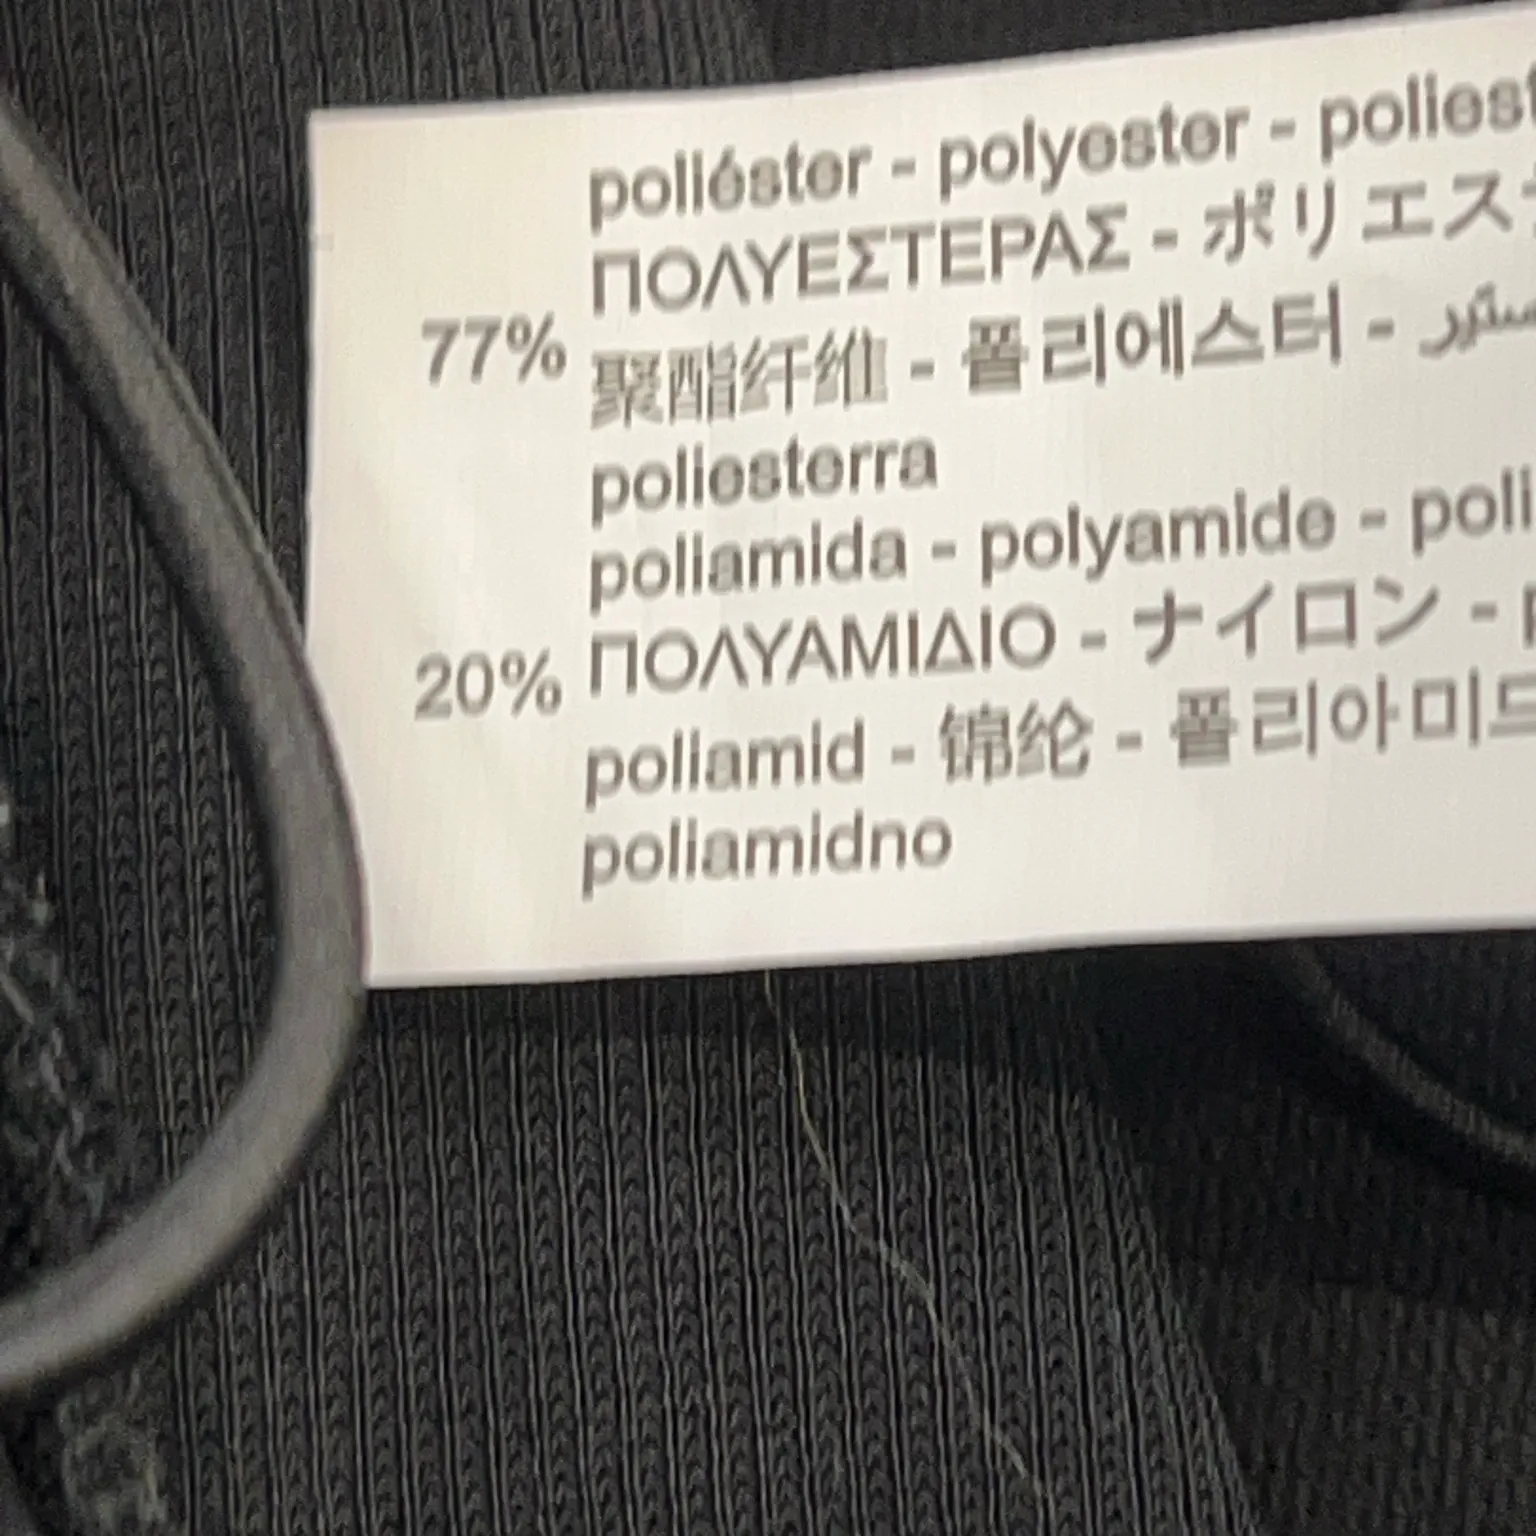 poliéster - polyester - poliest
ΠΟΛΥΕΣΤΕΡΑΣ - ポリエス
77% 聚酯纤维 - 폴리에스터 - ستر
poliesterra
poliamida - polyamide - poli
20% ΠΟΛΥΑΜΙΔΙΟ - ナイロン -
poliamid - 锦纶 - 폴리아미드
poliamidno